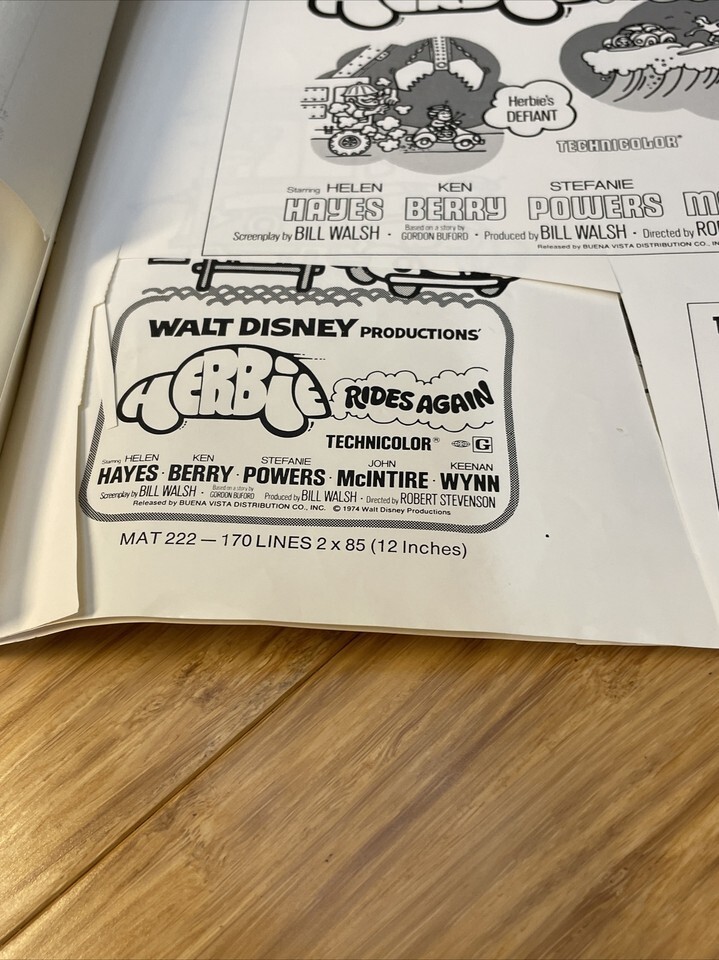 HERBIE
Herbie's
DEFIANT
TECHNICOLOR®
Starring HELEN KEN STEFANIE
HAYES BERRY POWERS
Screenplay by BILL WALSH · Based on a story by GORDON BUFORD · Produced by BILL WALSH · Directed by
Released by BUENA VISTA DISTRIBUTION CO.,
WALT DISNEY PRODUCTIONS'
HERBIE RIDES AGAIN
TECHNICOLOR® G
Starring HELEN KEN STEFANIE JOHN KEENAN
HAYES · BERRY · POWERS · McINTIRE · WYNN
Screenplay by BILL WALSH · Based on a story by GORDON BUFORD Produced by BILL WALSH · Directed by ROBERT STEVENSON
Released by BUENA VISTA DISTRIBUTION CO., INC. © 1974 Walt Disney Productions
MAT 222 — 170 LINES 2 x 85 (12 Inches)